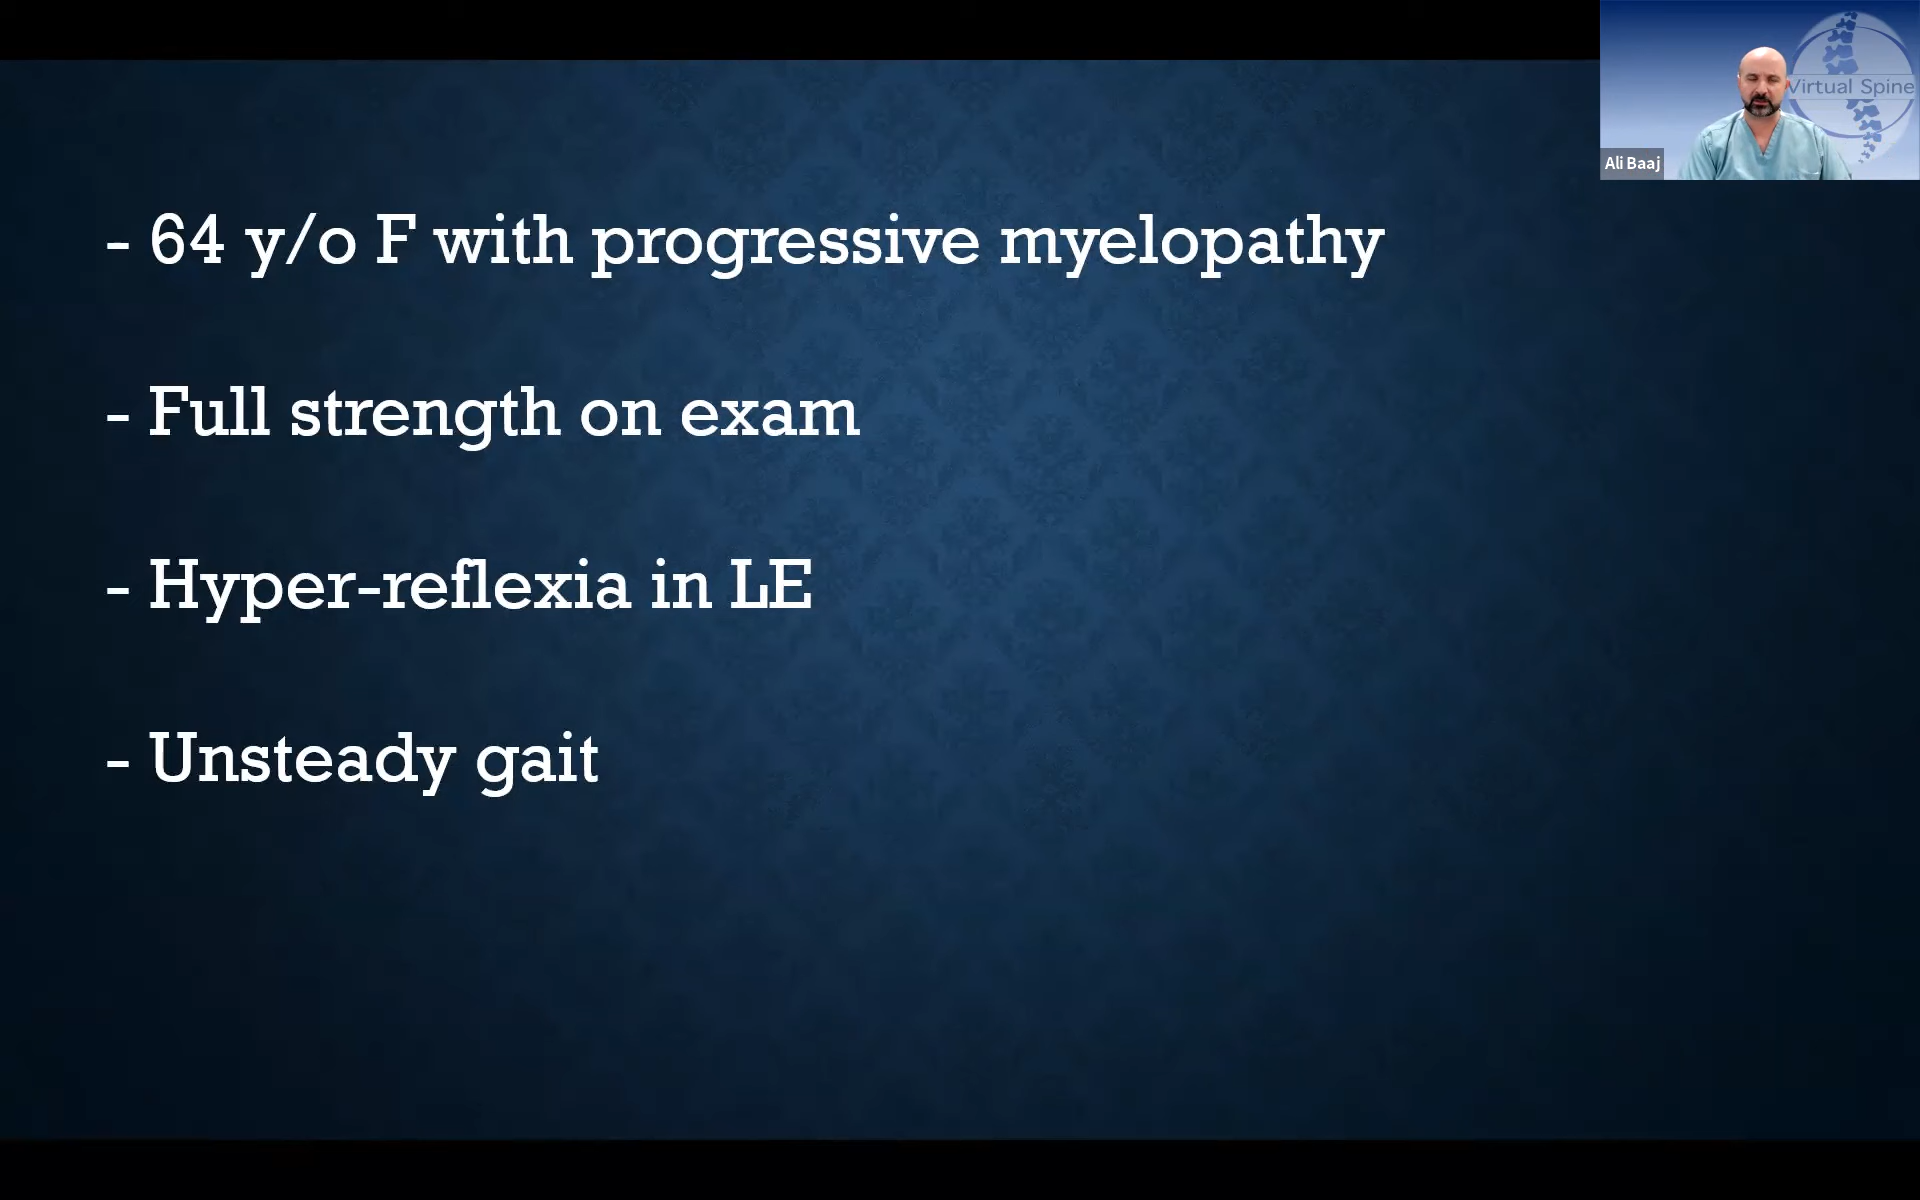 - 64 y/o F with progressive myelopathy
- Full strength on exam
- Hyper-reflexia in LE
- Unsteady gait
Virtual Spine
Ali Baaj